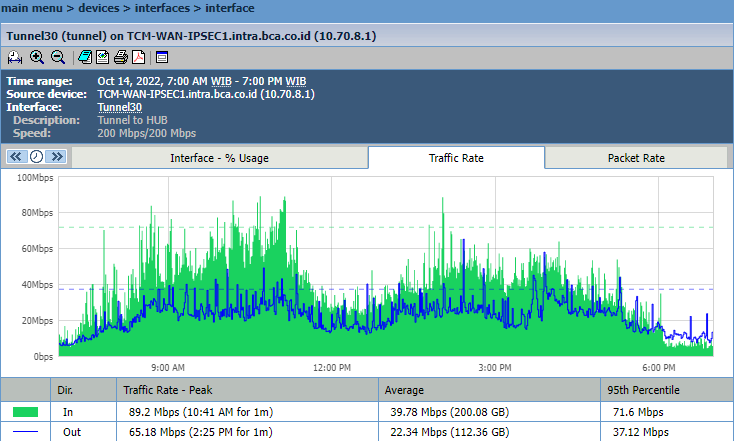 main menu > devices > interfaces > interface
Tunnel30 (tunnel) on TCM-WAN-IPSEC1.intra.bca.co.id (10.70.8.1)
Time range: Oct 14, 2022, 7:00 AM WIB - 7:00 PM WIB
Source device: TCM-WAN-IPSEC1.intra.bca.co.id (10.70.8.1)
Interface: Tunnel30
Description: Tunnel to HUB
Speed: 200 Mbps/200 Mbps
Interface - % Usage Traffic Rate Packet Rate
100Mbps
80Mbps
60Mbps
40Mbps
20Mbps
0bps
9:00 AM 12:00 PM 3:00 PM 6:00 PM
Dir. Traffic Rate - Peak Average 95th Percentile
In 89.2 Mbps (10:41 AM for 1m) 39.78 Mbps (200.08 GB) 71.6 Mbps
Out 65.18 Mbps (2:25 PM for 1m) 22.34 Mbps (112.36 GB) 37.12 Mbps